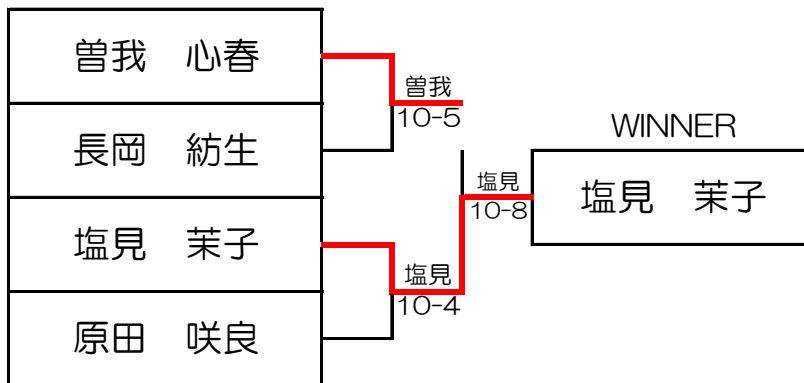 曽我　心春
長岡　紡生
塩見　茉子
原田　咲良
曽我
10-5
塩見
10-4
塩見
10-8
WINNER
塩見　茉子